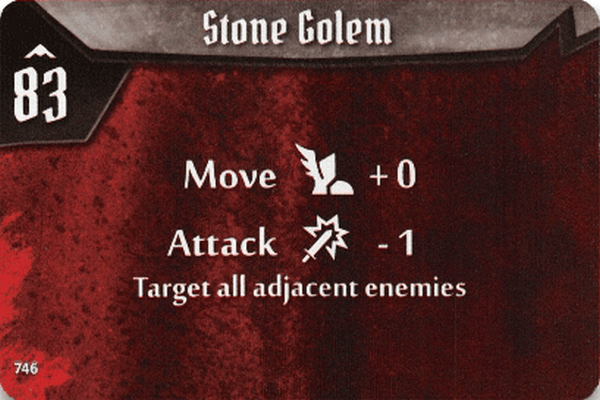 Stone Golem
83
Move + 0
Attack - 1
Target all adjacent enemies
746